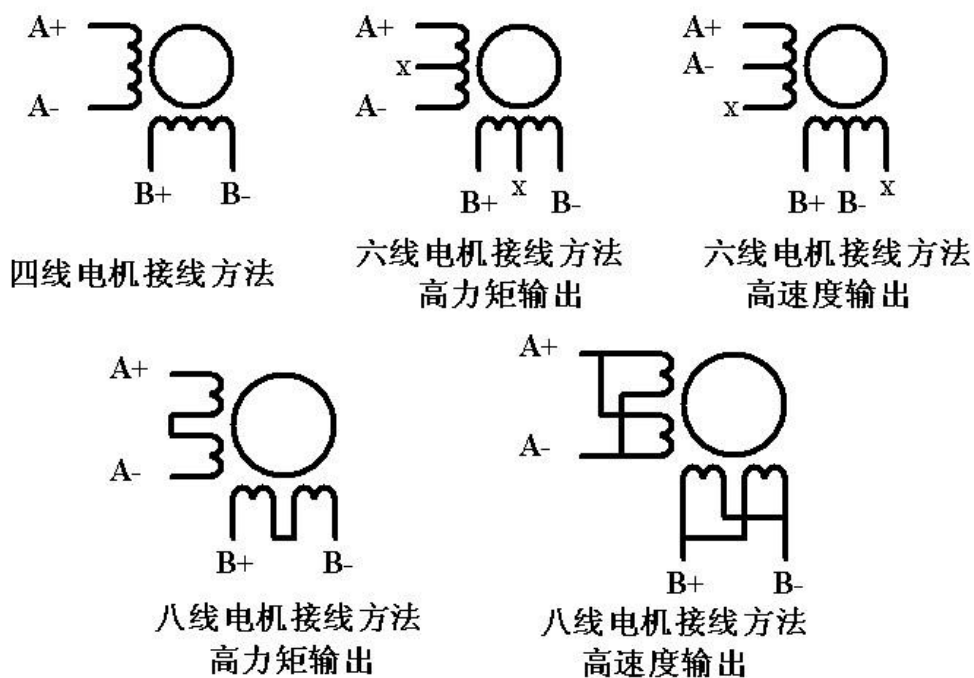 A+
A-
B+ B-
四线电机接线方法
A+
x
A-
x
B+ B-
六线电机接线方法
高力矩输出
A+
A-
x
B+ B- x
六线电机接线方法
高速度输出
A+
A-
B+ B-
八线电机接线方法
高力矩输出
A+
A-
B+ B-
八线电机接线方法
高速度输出